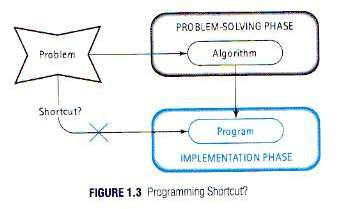 PROBLEM-SOLVING PHASE
Problem
Algorithm
Shortcut?
Program
IMPLEMENTATION PHASE
FIGURE 1.3 Programming Shortcut?